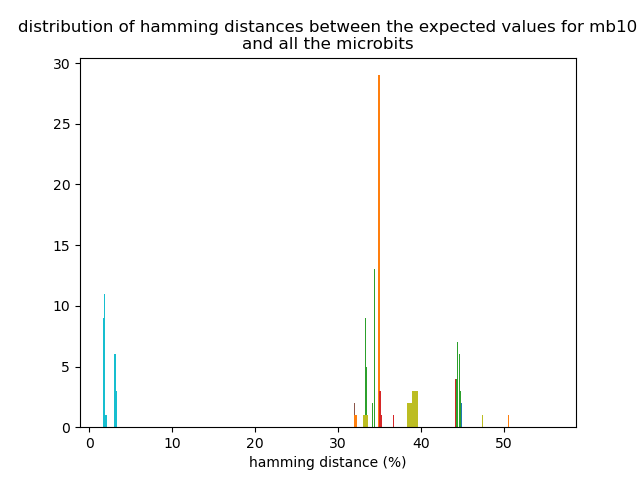 distribution of hamming distances between the expected values for mb10
and all the microbits
30
25
20
15
10
5
0
0 10 20 30 40 50
hamming distance (%)